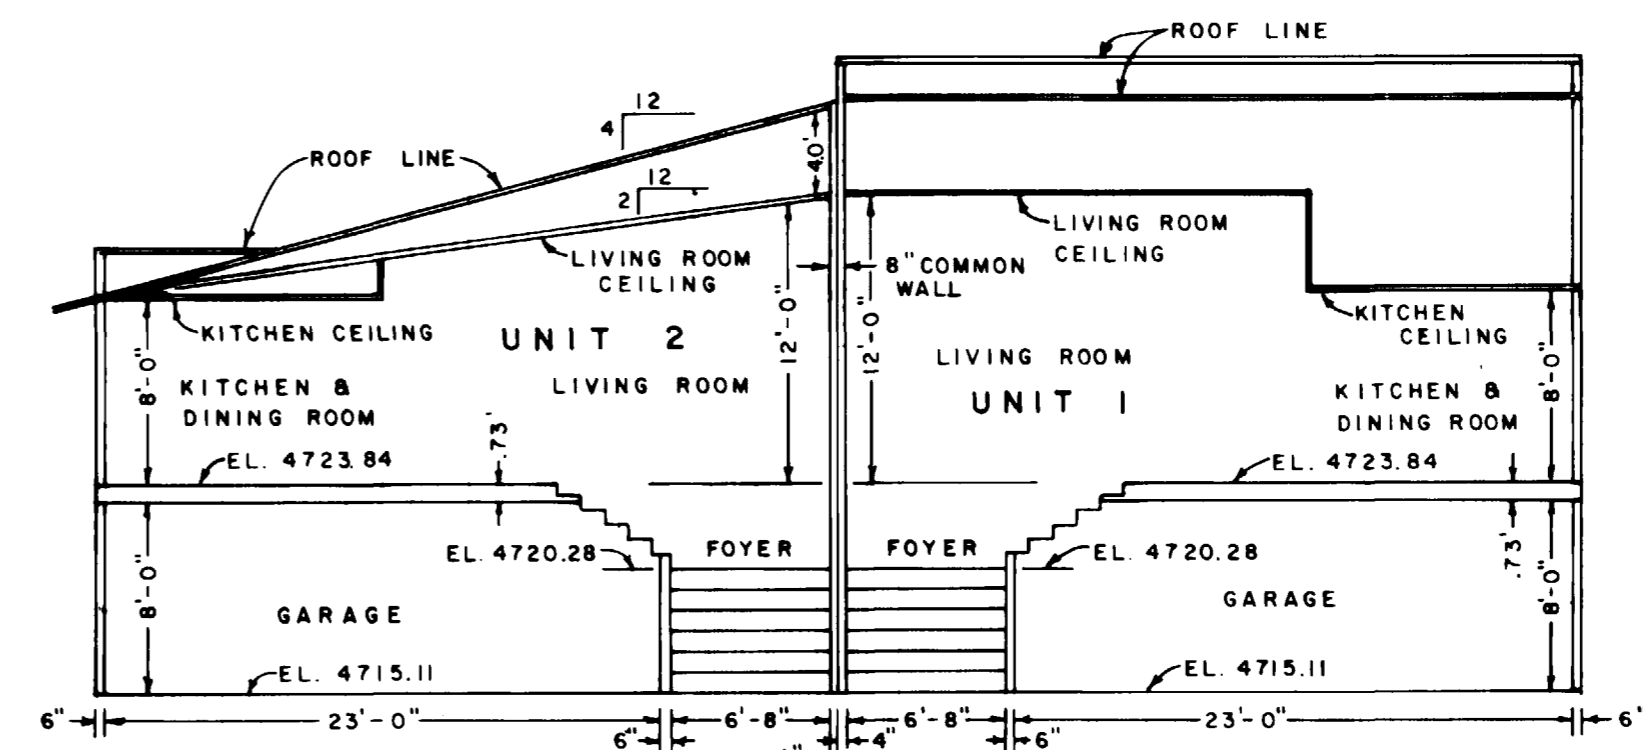 ROOF LINE
12
4
ROOF LINE
4.0'
12
2
LIVING ROOM
CEILING
LIVING ROOM
CEILING
8" COMMON
WALL
KITCHEN CEILING
KITCHEN
CEILING
UNIT 2
12'-0"
12'-0"
LIVING ROOM
8'-0"
KITCHEN &
DINING ROOM
LIVING ROOM
UNIT 1
KITCHEN &
DINING ROOM
8'-0"
.73'
EL. 4723.84
EL. 4723.84
EL. 4720.28
FOYER
FOYER
EL. 4720.28
.73'
8'-0"
GARAGE
GARAGE
8'-0"
EL. 4715.11
EL. 4715.11
6" 23'-0" 6'-8" 6'-8" 23'-0" 6'
6" 4" 6"